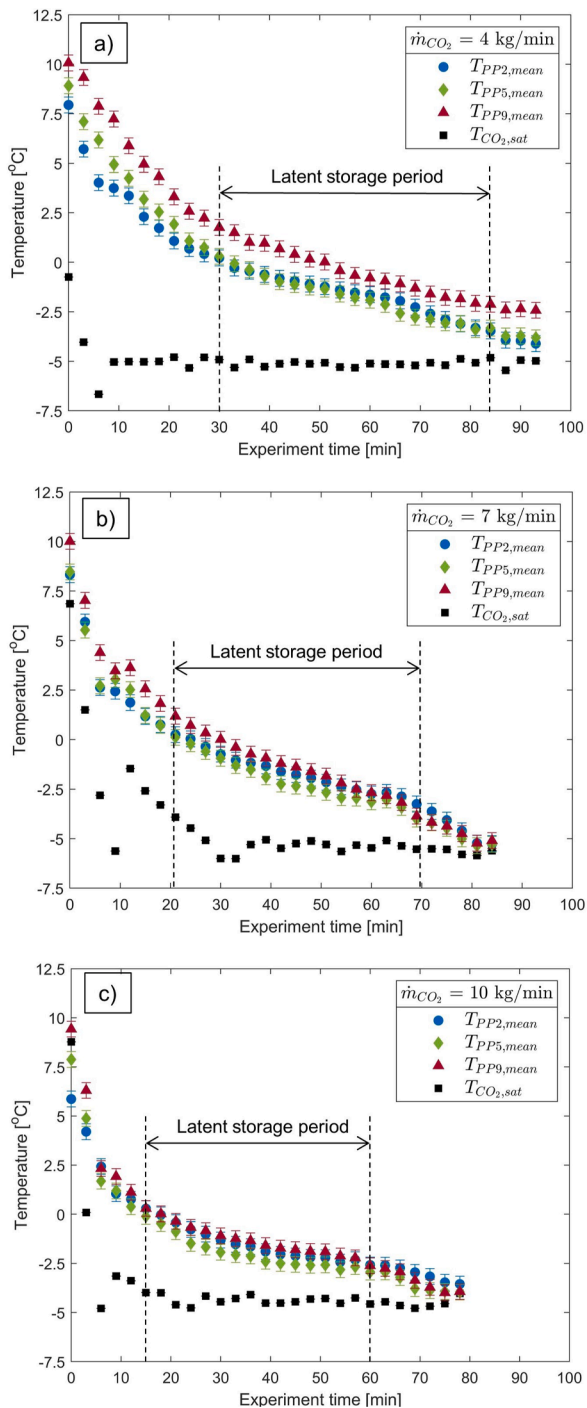 a)
ṁCO2 = 4 kg/min
TPP2,mean
TPP5,mean
TPP9,mean
TCO2,sat
Latent storage period
Temperature [oC]
12.5
10
7.5
5
2.5
0
-2.5
-5
-7.5
0 10 20 30 40 50 60 70 80 90 100
Experiment time [min]
b)
ṁCO2 = 7 kg/min
TPP2,mean
TPP5,mean
TPP9,mean
TCO2,sat
Latent storage period
Temperature [oC]
12.5
10
7.5
5
2.5
0
-2.5
-5
-7.5
0 10 20 30 40 50 60 70 80 90 100
Experiment time [min]
c)
ṁCO2 = 10 kg/min
TPP2,mean
TPP5,mean
TPP9,mean
TCO2,sat
Latent storage period
Temperature [oC]
12.5
10
7.5
5
2.5
0
-2.5
-5
-7.5
0 10 20 30 40 50 60 70 80 90 100
Experiment time [min]